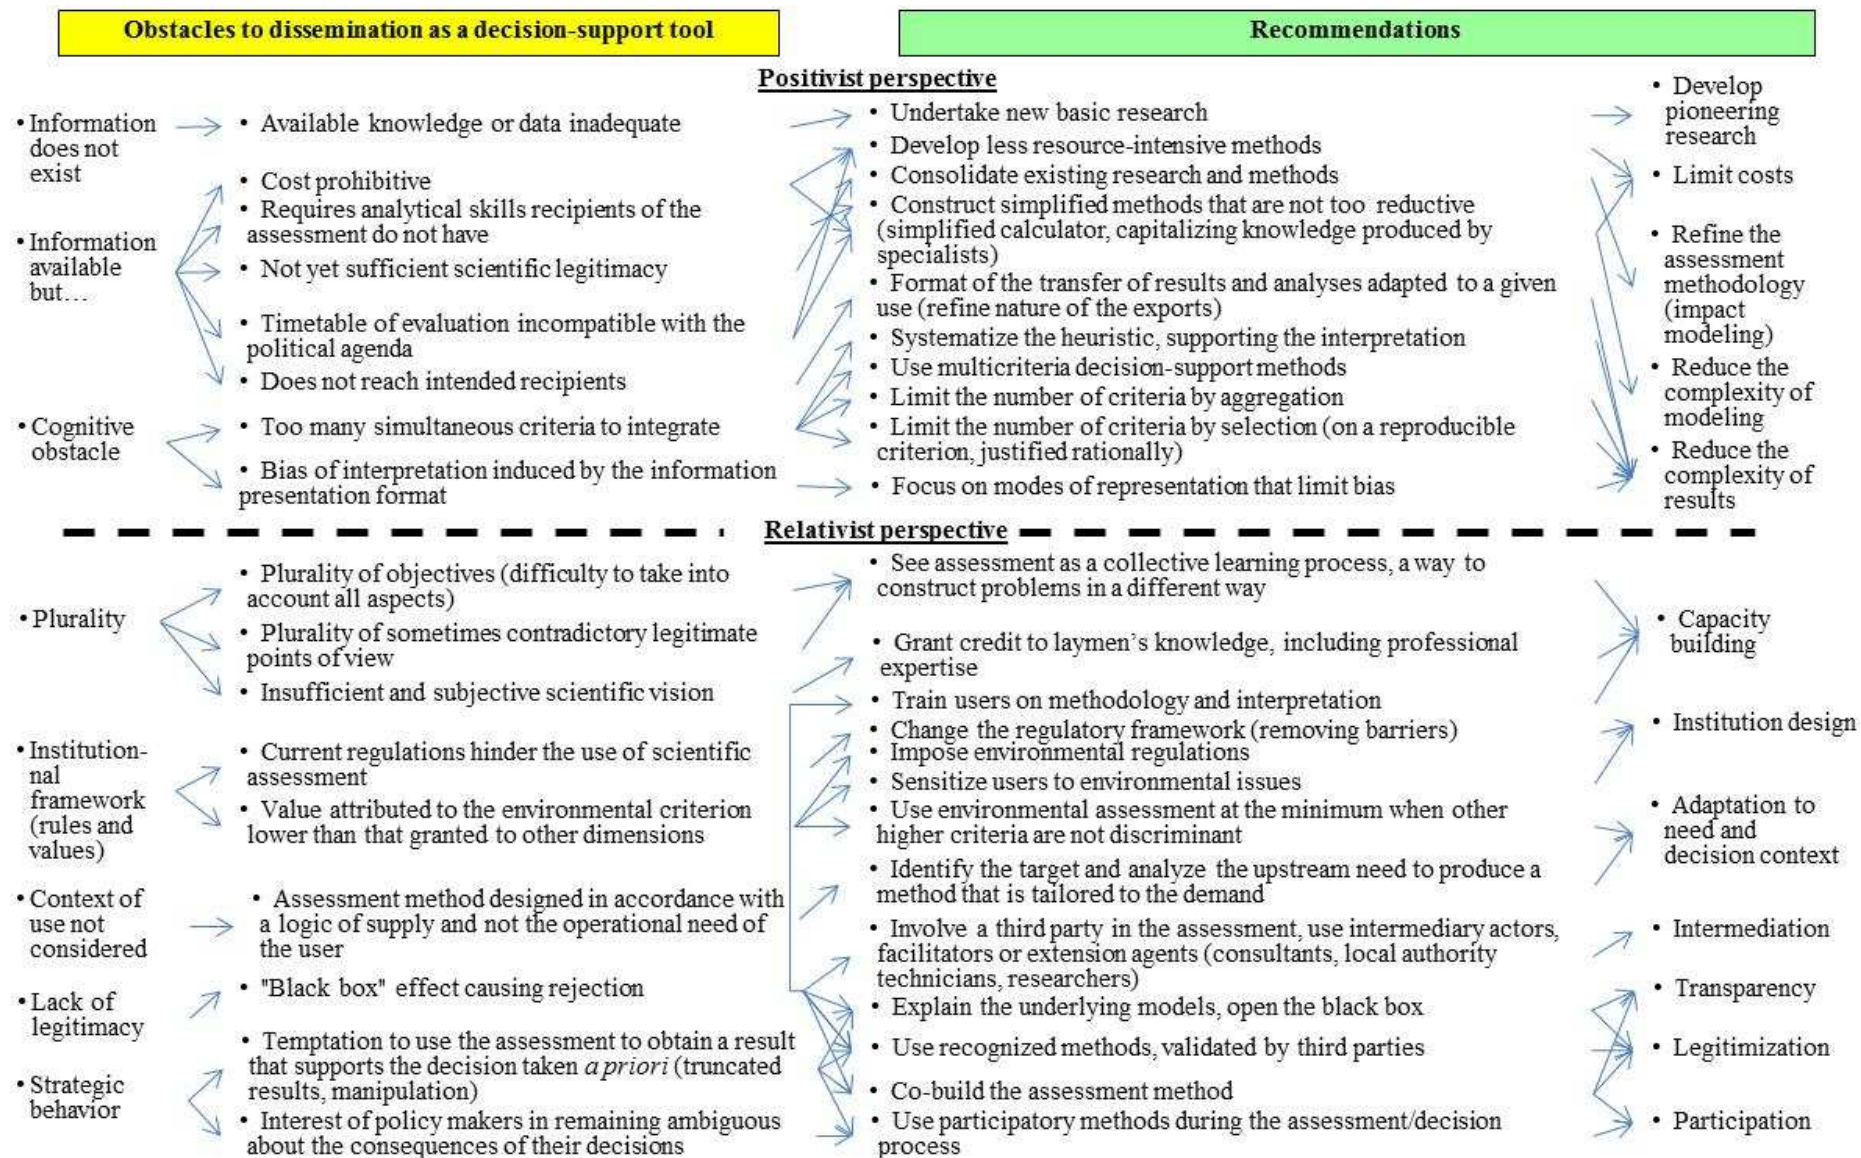 Obstacles to dissemination as a decision-support tool
Recommendations
Positivist perspective
• Information
does not
exist
• Information
available
but…
• Cognitive
obstacle
• Available knowledge or data inadequate
• Cost prohibitive
• Requires analytical skills recipients of the
assessment do not have
• Not yet sufficient scientific legitimacy
• Timetable of evaluation incompatible with the
political agenda
• Does not reach intended recipients
• Too many simultaneous criteria to integrate
• Bias of interpretation induced by the information
presentation format
• Undertake new basic research
• Develop less resource-intensive methods
• Consolidate existing research and methods
• Construct simplified methods that are not too reductive
(simplified calculator, capitalizing knowledge produced by
specialists)
• Format of the transfer of results and analyses adapted to a given
use (refine nature of the exports)
• Systematize the heuristic, supporting the interpretation
• Use multicriteria decision-support methods
• Limit the number of criteria by aggregation
• Limit the number of criteria by selection (on a reproducible
criterion, justified rationally)
• Focus on modes of representation that limit bias
• Develop
pioneering
research
• Limit costs
• Refine the
assessment
methodology
(impact
modeling)
• Reduce the
complexity of
modeling
• Reduce the
complexity of
results
Relativist perspective
• Plurality
• Institution-
nal
framework
(rules and
values)
• Context of
use not
considered
• Lack of
legitimacy
• Strategic
behavior
• Plurality of objectives (difficulty to take into
account all aspects)
• Plurality of sometimes contradictory legitimate
points of view
• Insufficient and subjective scientific vision
• Current regulations hinder the use of scientific
assessment
• Value attributed to the environmental criterion
lower than that granted to other dimensions
• Assessment method designed in accordance with
a logic of supply and not the operational need of
the user
• "Black box" effect causing rejection
• Temptation to use the assessment to obtain a result
that supports the decision taken a priori (truncated
results, manipulation)
• Interest of policy makers in remaining ambiguous
about the consequences of their decisions
• See assessment as a collective learning process, a way to
construct problems in a different way
• Grant credit to laymen's knowledge, including professional
expertise
• Train users on methodology and interpretation
• Change the regulatory framework (removing barriers)
• Impose environmental regulations
• Sensitize users to environmental issues
• Use environmental assessment at the minimum when other
higher criteria are not discriminant
• Identify the target and analyze the upstream need to produce a
method that is tailored to the demand
• Involve a third party in the assessment, use intermediary actors,
facilitators or extension agents (consultants, local authority
technicians, researchers)
• Explain the underlying models, open the black box
• Use recognized methods, validated by third parties
• Co-build the assessment method
• Use participatory methods during the assessment/decision
process
• Capacity
building
• Institution design
• Adaptation to
need and
decision context
• Intermediation
• Transparency
• Legitimization
• Participation